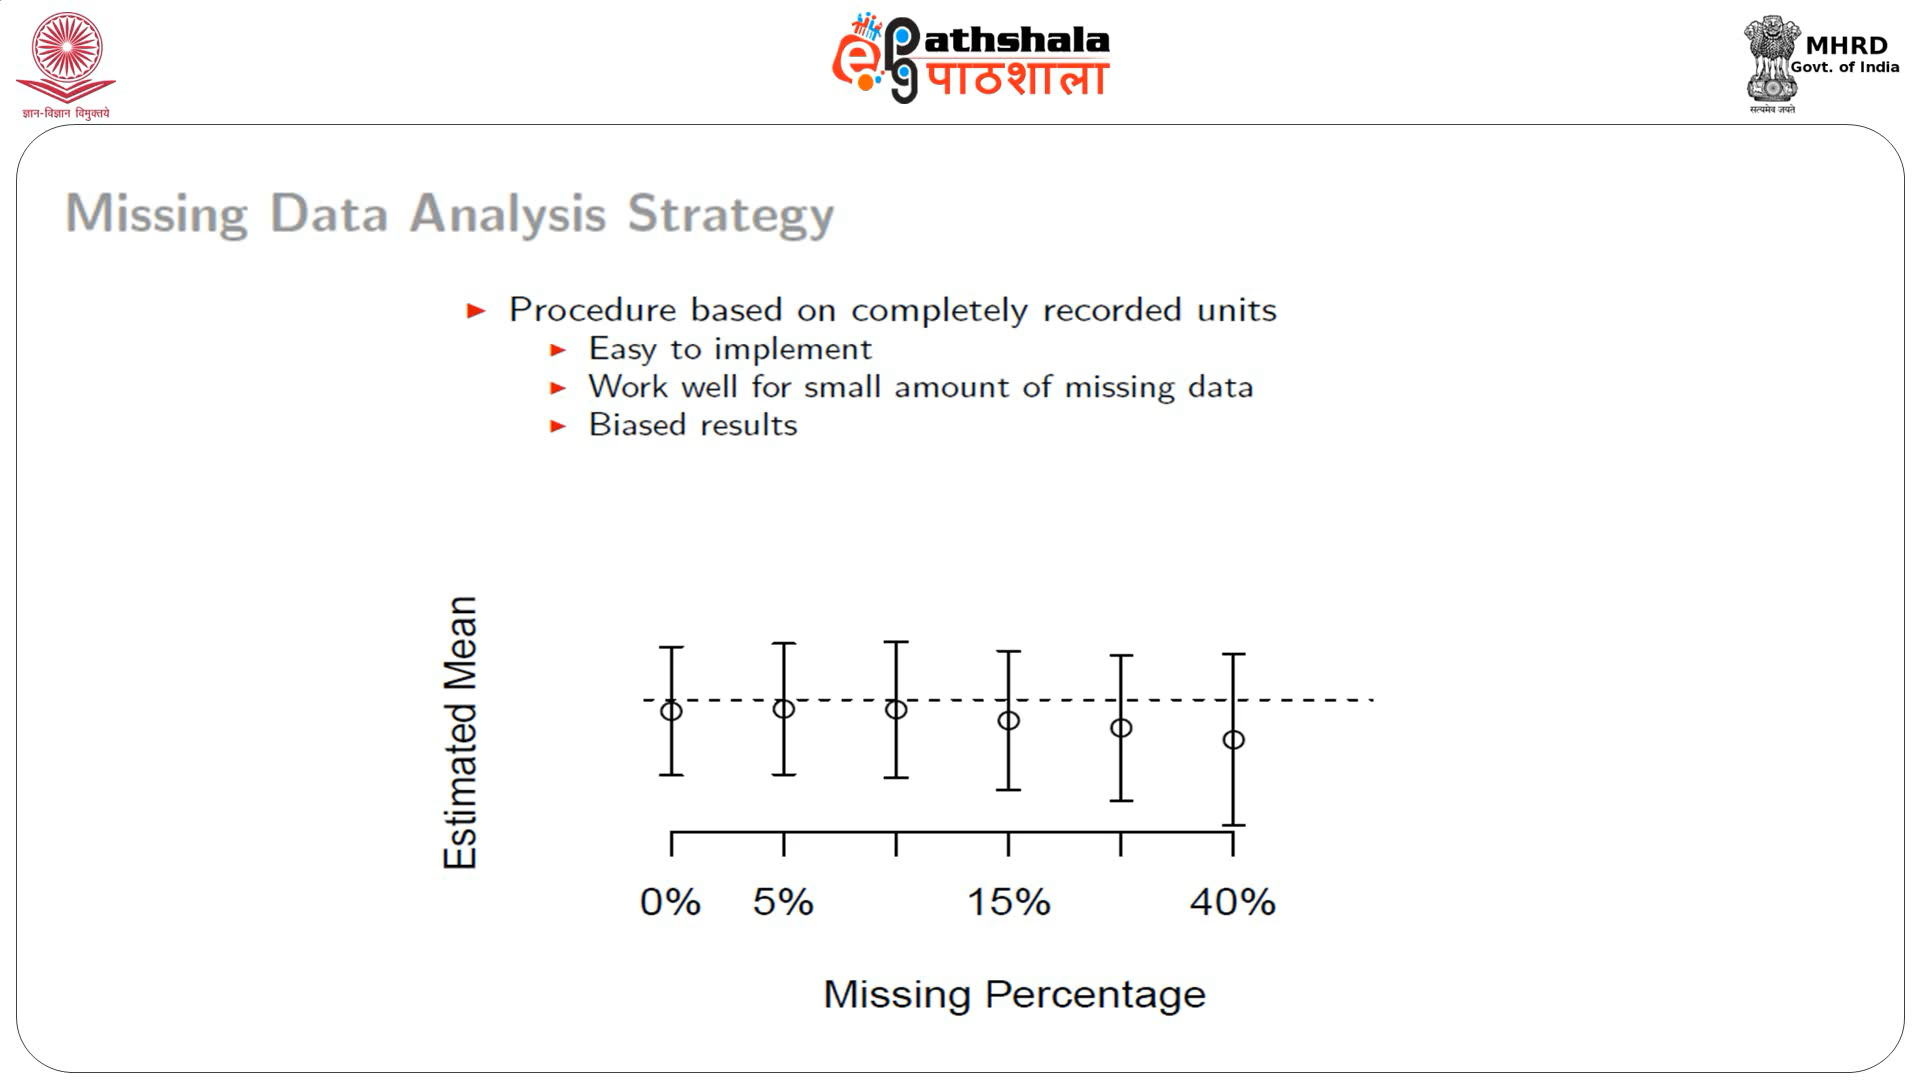 ज्ञान-विज्ञान विमुक्तये
ePG Pathshala
पाठशाला
MHRD
Govt. of India
सत्यमेव जयते
Missing Data Analysis Strategy
Procedure based on completely recorded units
Easy to implement
Work well for small amount of missing data
Biased results
Estimated Mean
0% 5% 15% 40%
Missing Percentage